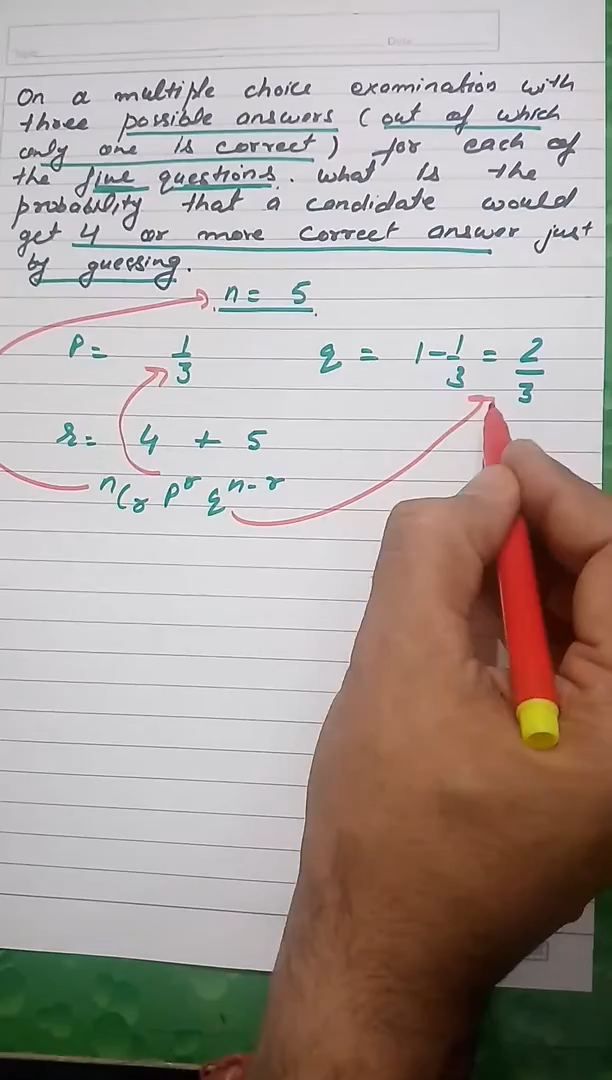 Date
On a multiple choice examination with
three possible answers (out of which
only one is correct) for each of
the five questions. what is the
probability that a candidate would
get 4 or more correct answer just
by guessing.
n = 5
P = 1/3 q = 1-1/3 = 2/3
r = 4 + 5
nCr P^r q^n-r